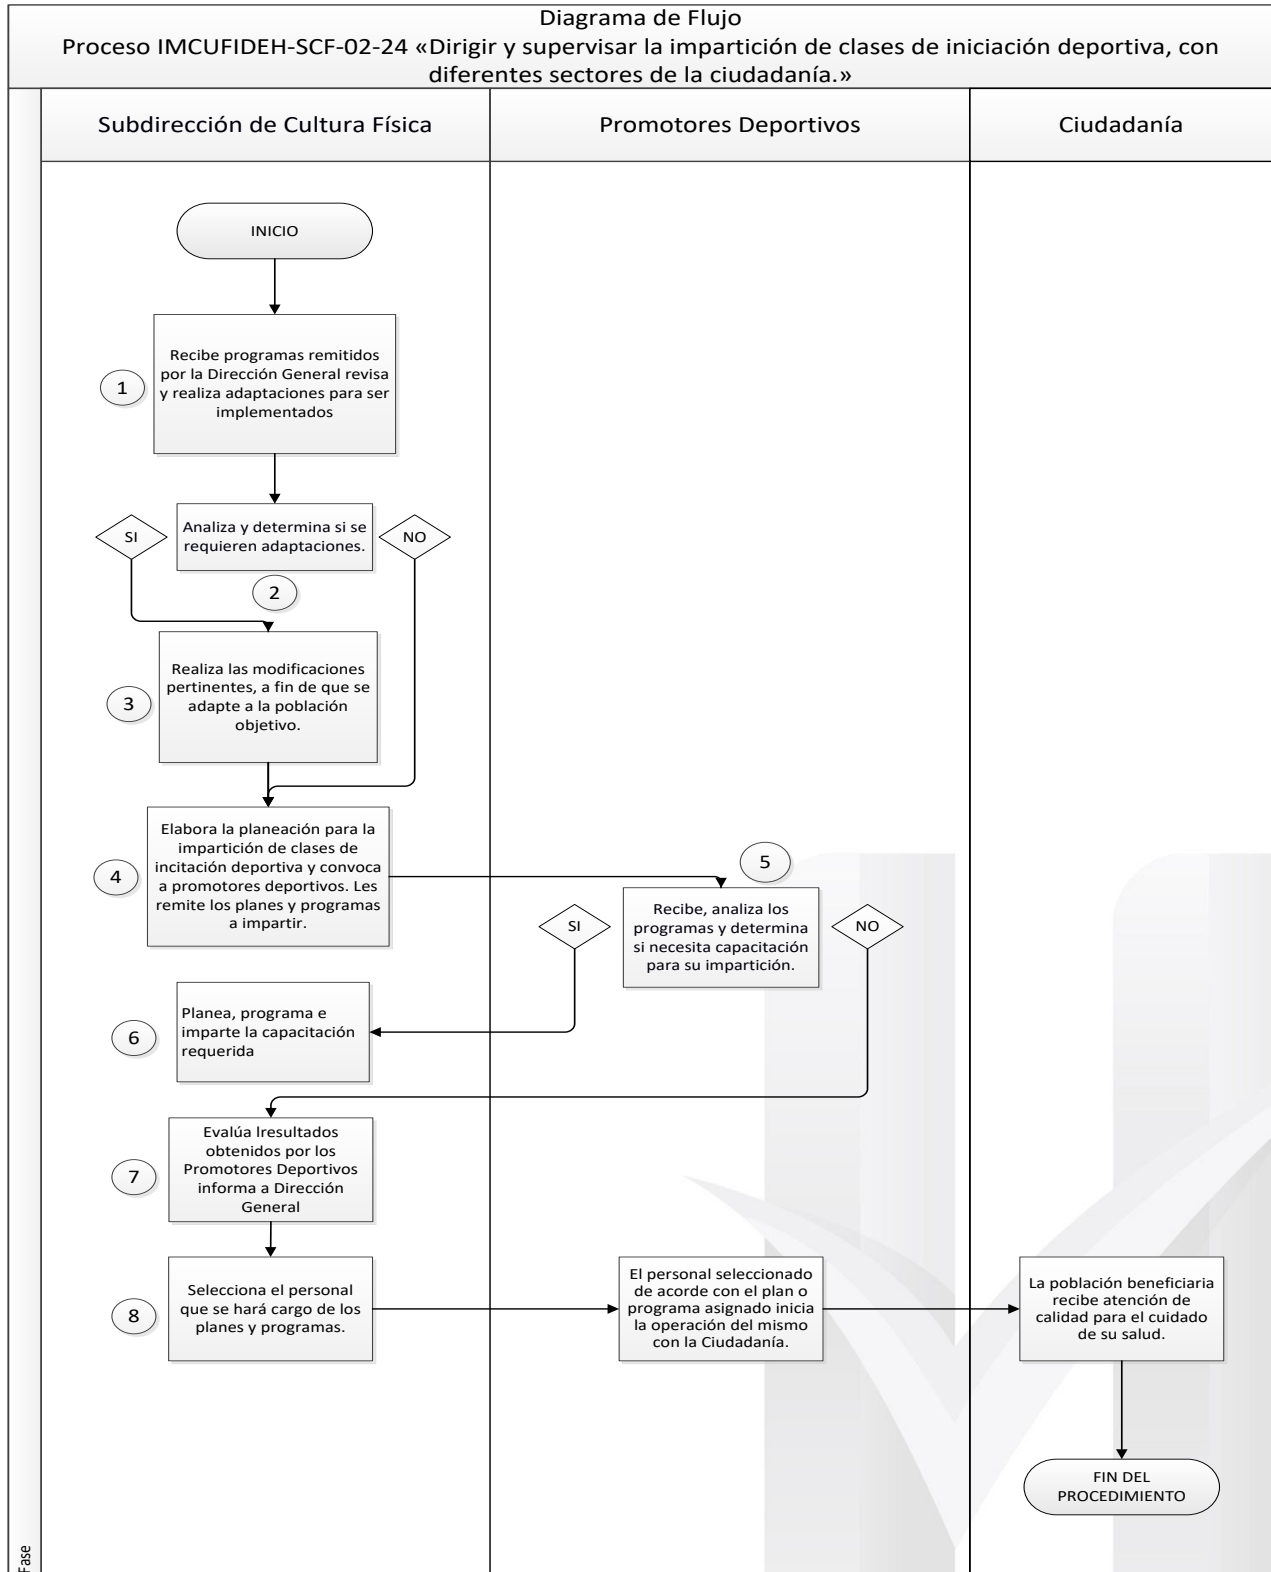 Diagrama de Flujo
Proceso IMCUFIDEH-SCF-02-24 «Dirigir y supervisar la impartición de clases de iniciación deportiva, con
diferentes sectores de la ciudadanía.»
Subdirección de Cultura Física
Promotores Deportivos
Ciudadanía
INICIO
1
Recibe programas remitidos
por la Dirección General revisa
y realiza adaptaciones para ser
implementados
SI
Analiza y determina si se
requieren adaptaciones.
NO
2
3
Realiza las modificaciones
pertinentes, a fin de que se
adapte a la población
objetivo.
4
Elabora la planeación para la
impartición de clases de
incitación deportiva y convoca
a promotores deportivos. Les
remite los planes y programas
a impartir.
5
SI
Recibe, analiza los
programas y determina
si necesita capacitación
para su impartición.
NO
6
Planea, programa e
imparte la capacitación
requerida
7
Evalúa lresultados
obtenidos por los
Promotores Deportivos
informa a Dirección
General
8
Selecciona el personal
que se hará cargo de los
planes y programas.
El personal seleccionado
de acorde con el plan o
programa asignado inicia
la operación del mismo
con la Ciudadanía.
La población beneficiaria
recibe atención de
calidad para el cuidado
de su salud.
FIN DEL
PROCEDIMIENTO
Fase